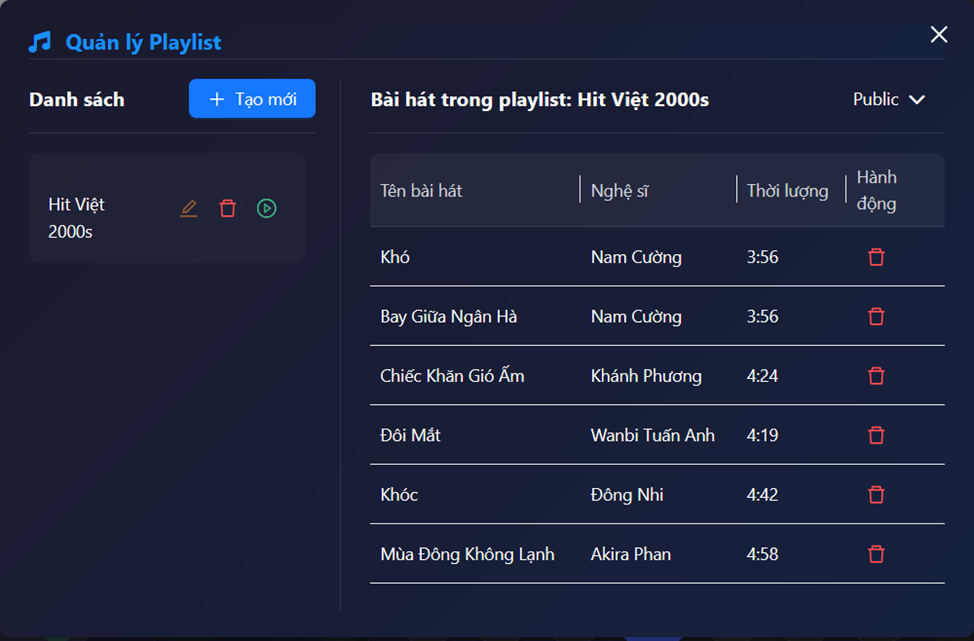 Quản lý Playlist
Danh sách
Tạo mới
Hit Việt
2000s
Bài hát trong playlist: Hit Việt 2000s
Public
Tên bài hát Nghệ sĩ Thời lượng Hành động
Khó Nam Cường 3:56
Bay Giữa Ngân Hà Nam Cường 3:56
Chiếc Khăn Gió Ấm Khánh Phương 4:24
Đôi Mắt Wanbi Tuấn Anh 4:19
Khóc Đông Nhi 4:42
Mùa Đông Không Lạnh Akira Phan 4:58